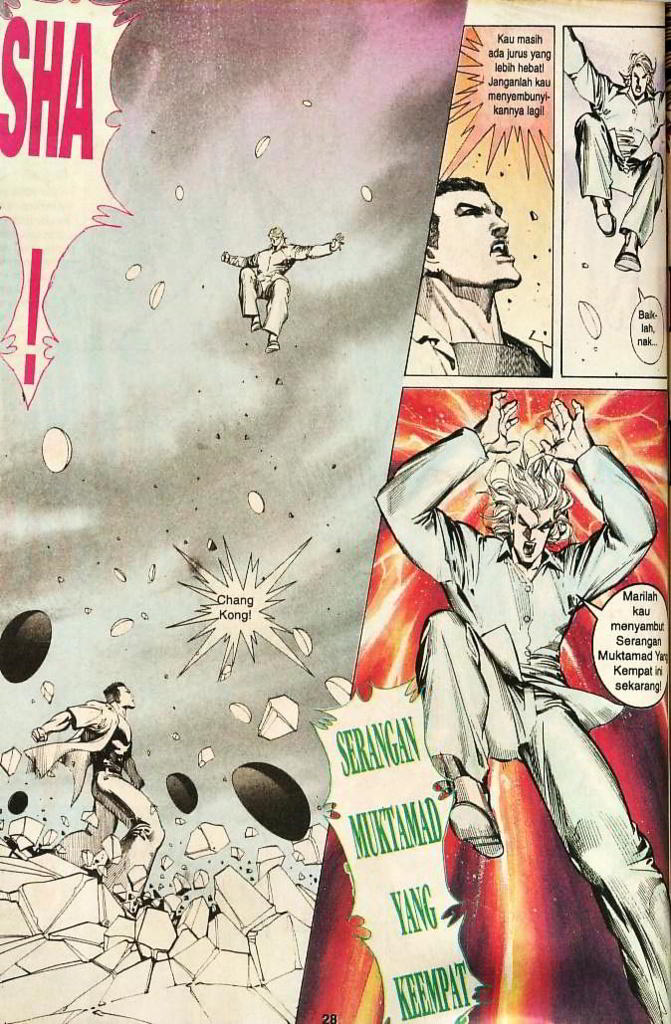 SHA
!
Chang
Kong!
Kau masih
ada jurus yang
lebih hebat!
Janganlah kau
menyembunyi-
kannya lagi!
Baik-
lah,
nak...
Marilah
kau
menyambut
Serangan
Muktamad Yang
Kempat ini
sekarang!
SERANGAN
MUKTAMAD
YANG
KEEMPAT
28